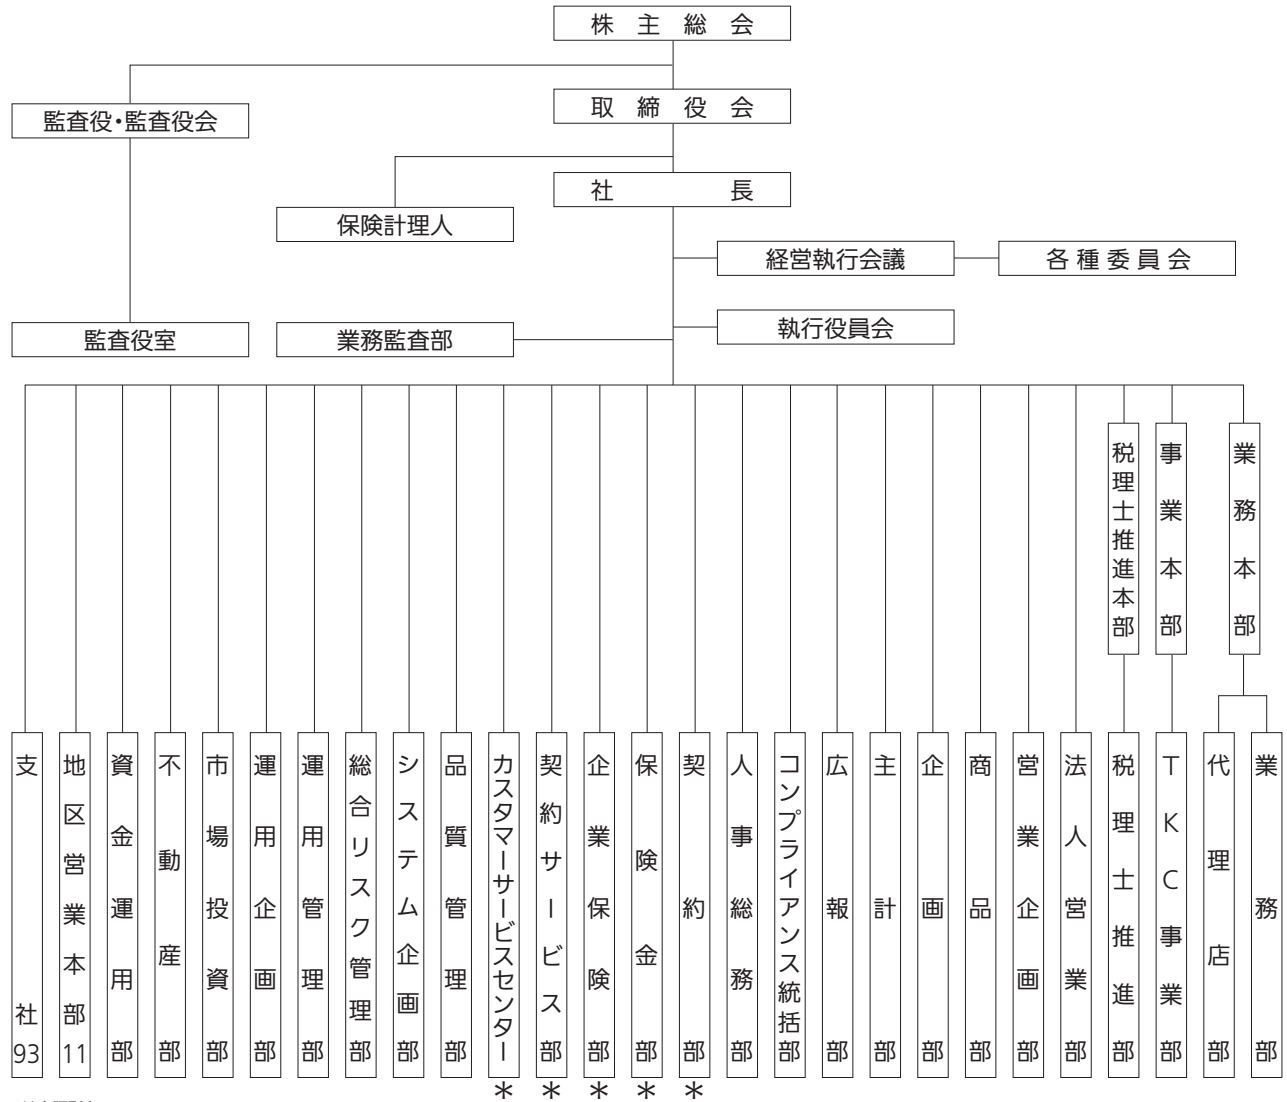 株主総会
監査役・監査役会
取締役会
社長
保険計理人
経営執行会議
各種委員会
監査役室
業務監査部
執行役員会
税理士推進本部
事業本部
業務本部
支社93
地区営業本部11
資金運用部
不動産部
市場投資部
運用企画部
運用管理部
総合リスク管理部
システム企画部
品質管理部
カスタマーサービスセンター
契約サービス部
企業保険部
保険金部
契約部
人事総務部
コンプライアンス統括部
広報部
主計部
企画部
商品部
営業企画部
法人営業部
税理士推進部
TKC事業部
代理店部
業務部
＊ ＊ ＊ ＊ ＊